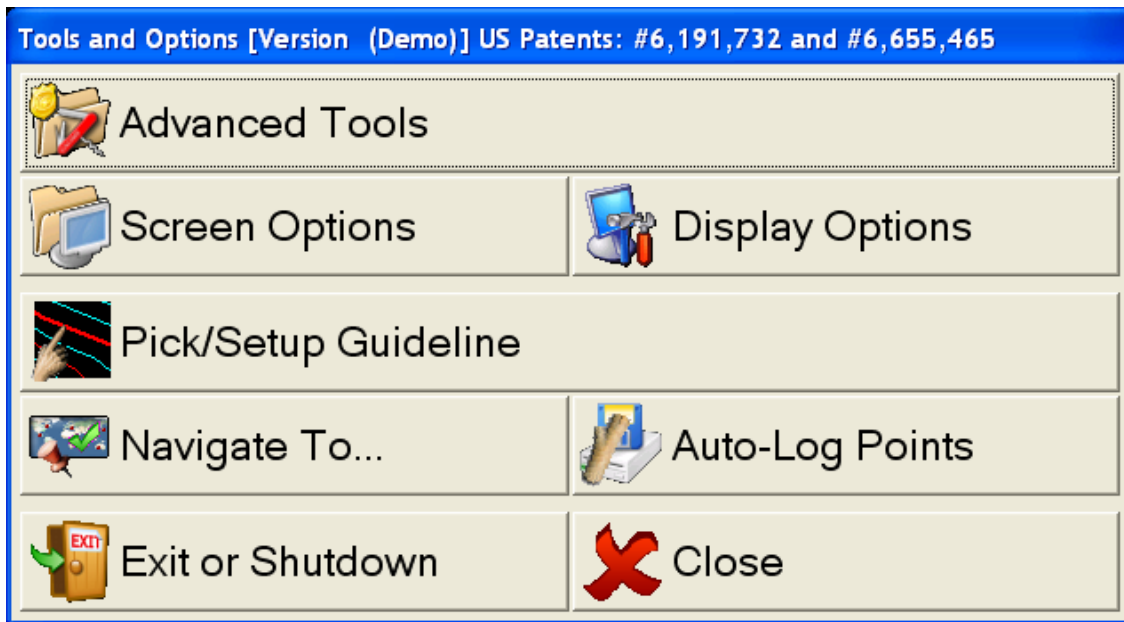 Tools and Options [Version  (Demo)] US Patents: #6,191,732 and #6,655,465
Advanced Tools
Screen Options
Display Options
Pick/Setup Guideline
Navigate To...
Auto-Log Points
EXIT
Exit or Shutdown
Close